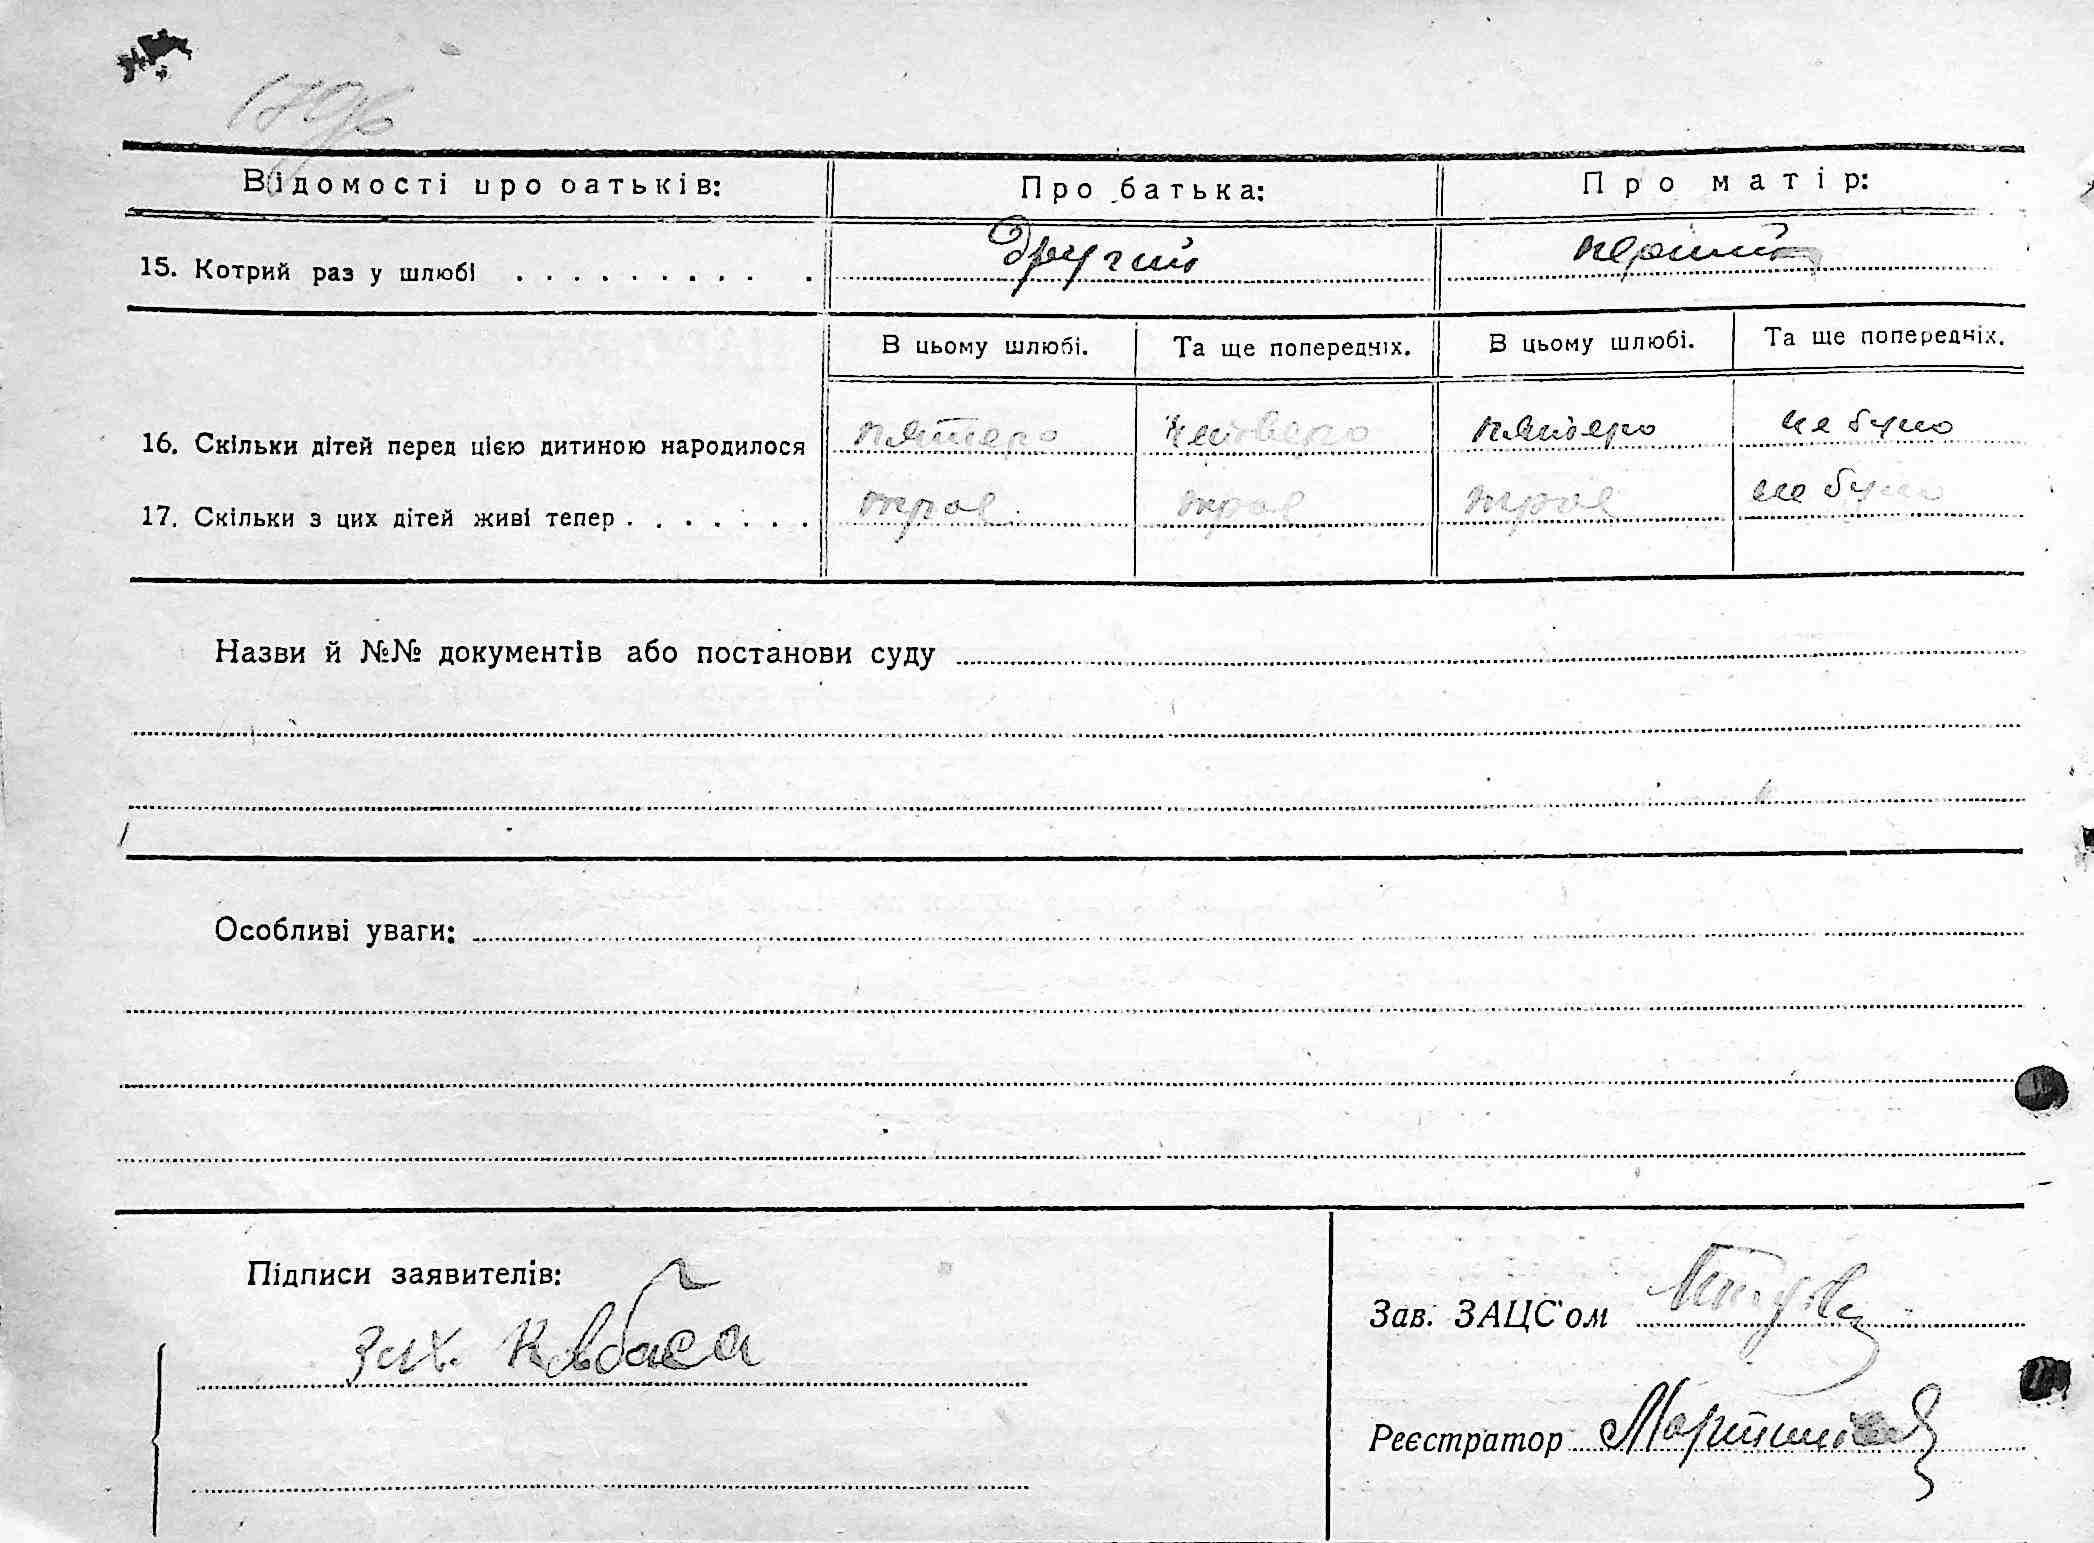 Відомості про батьків: Про батька: Про матір:
15. Котрий раз у шлюбі . . . . . . . . . . . Другий перший
В цьому шлюбі. Та ще попередніх. В цьому шлюбі. Та ще попередніх.
16. Скільки дітей перед цією дитиною народилося пятеро четверо пятеро не було
17. Скільки з цих дітей живі тепер . . . . . . . троє троє троє не було
Назви й №№ документів або постанови суду
Особливі уваги:
Підписи заявителів:
Ковбаса
Зав. ЗАЦС'ом
Реєстратор